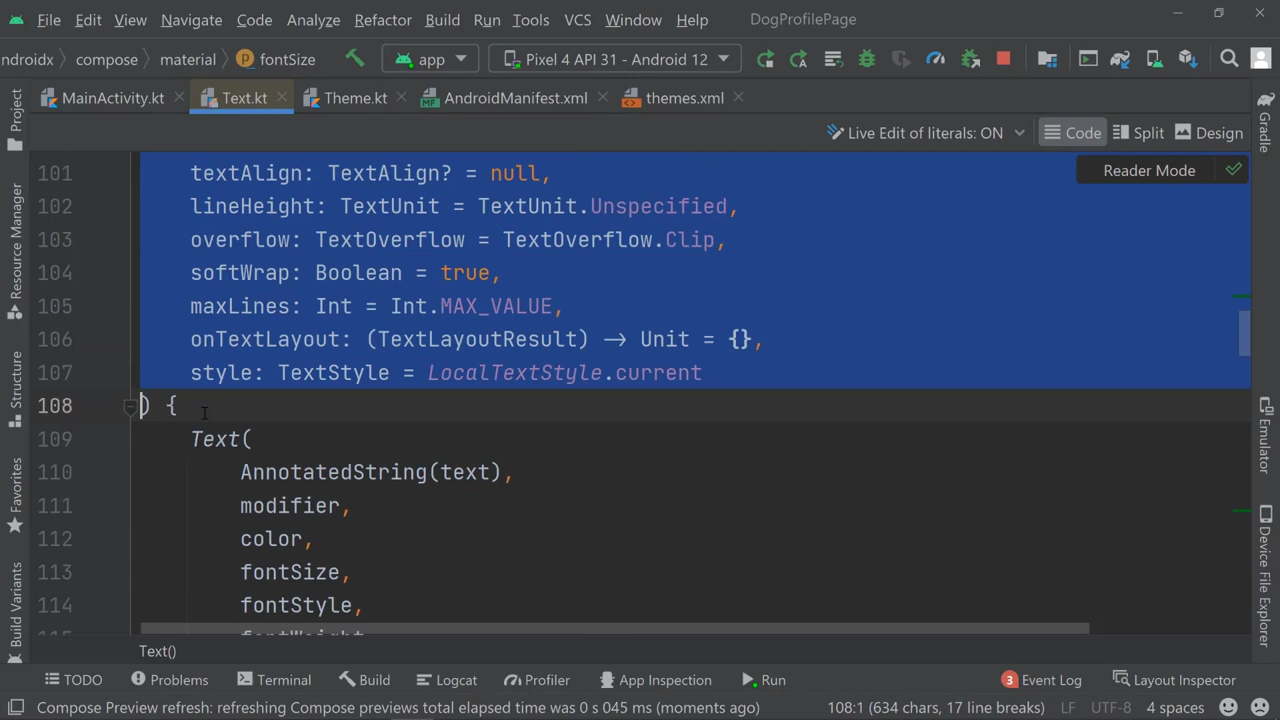 File Edit View Navigate Code Analyze Refactor Build Run Tools VCS Window Help DogProfilePage
ndroidx compose material fontSize app Pixel 4 API 31 - Android 12
MainActivity.kt Text.kt Theme.kt AndroidManifest.xml themes.xml
Live Edit of literals: ON Code Split Design
Reader Mode
101 textAlign: TextAlign? = null,
102 lineHeight: TextUnit = TextUnit.Unspecified,
103 overflow: TextOverflow = TextOverflow.Clip,
104 softWrap: Boolean = true,
105 maxLines: Int = Int.MAX_VALUE,
106 onTextLayout: (TextLayoutResult) -> Unit = {},
107 style: TextStyle = LocalTextStyle.current
108 ) {
109 Text(
110 AnnotatedString(text),
111 modifier,
112 color,
113 fontSize,
114 fontStyle,
115 fontWeight
Text()
TODO Problems Terminal Build Logcat Profiler App Inspection Run 3 Event Log Layout Inspector
Compose Preview refresh: refreshing Compose previews total elapsed time was 0 s 045 ms (moments ago) 108:1 (634 chars, 17 line breaks) LF UTF-8 4 spaces
Project
Resource Manager
Structure
Favorites
Build Variants
Gradle
Emulator
Device File Explorer